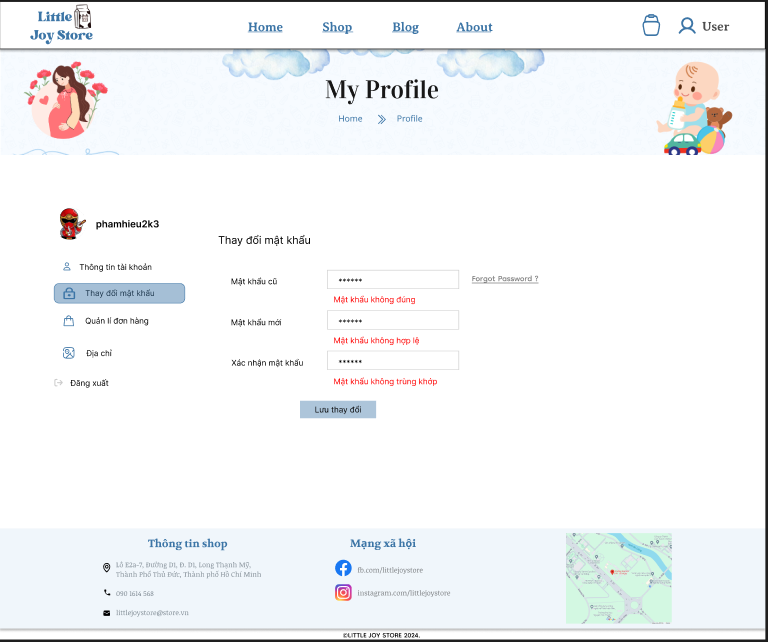 Little
Joy Store
Home
Shop
Blog
About
User
My Profile
Home
Profile
phamhieu2k3
Thông tin tài khoản
Thay đổi mật khẩu
Quản lí đơn hàng
Địa chỉ
Đăng xuất
Thay đổi mật khẩu
Mật khẩu cũ
******
Forgot Password ?
Mật khẩu không đúng
Mật khẩu mới
******
Mật khẩu không hợp lệ
Xác nhận mật khẩu
******
Mật khẩu không trùng khớp
Lưu thay đổi
Thông tin shop
Lô E2a-7, Đường D1, Đ. D1, Long Thạnh Mỹ,
Thành Phố Thủ Đức, Thành phố Hồ Chí Minh
090 1614 568
littlejoystore@store.vn
Mạng xã hội
fb.com/littlejoystore
instagram.com/littlejoystore
©LITTLE JOY STORE 2024.